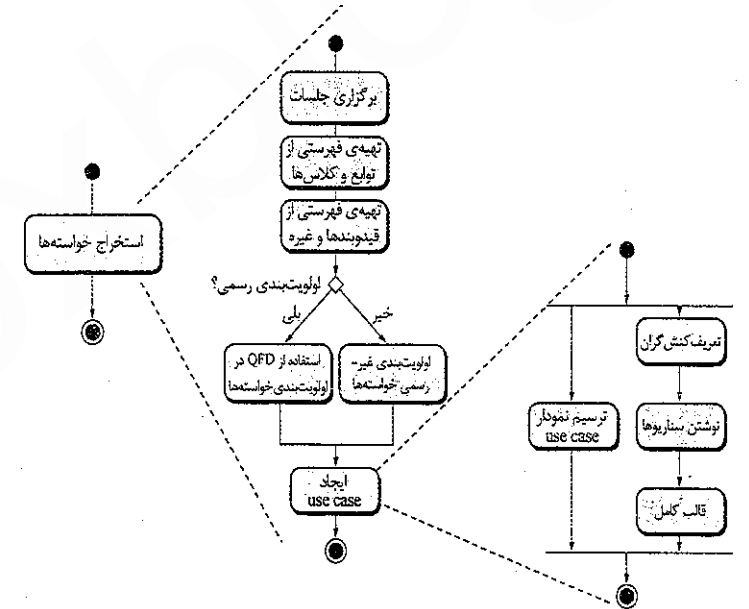 استخراج خواسته‌ها
برگزاری جلسات
تهیه‌ی فهرستی از
توابع و کلاس‌ها
تهیه‌ی فهرستی از
قیدوبندها و غیره
اولویت‌بندی رسمی؟
خیر
بلی
اولویت‌بندی غیر-
رسمی خواسته‌ها
استفاده از QFD در
اولویت‌بندی خواسته‌ها
ایجاد
use case
تعریف کنش‌گران
نوشتن سناریوها
قالب کامل
ترسیم نمودار
use case